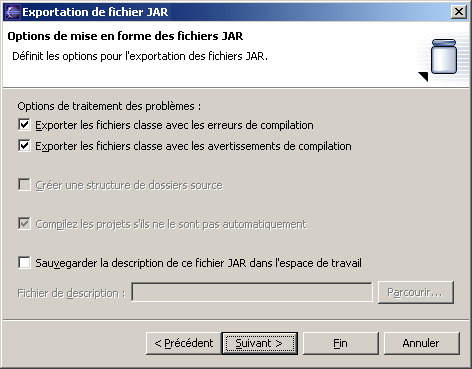 Exportation de fichier JAR
Options de mise en forme des fichiers JAR
Définit les options pour l'exportation des fichiers JAR.
Options de traitement des problèmes :
Exporter les fichiers classe avec les erreurs de compilation
Exporter les fichiers classe avec les avertissements de compilation
Créer une structure de dossiers source
Compilez les projets s'ils ne le sont pas automatiquement
Sauvegarder la description de ce fichier JAR dans l'espace de travail
Fichier de description :
Parcourir...
< Précédent
Suivant >
Fin
Annuler